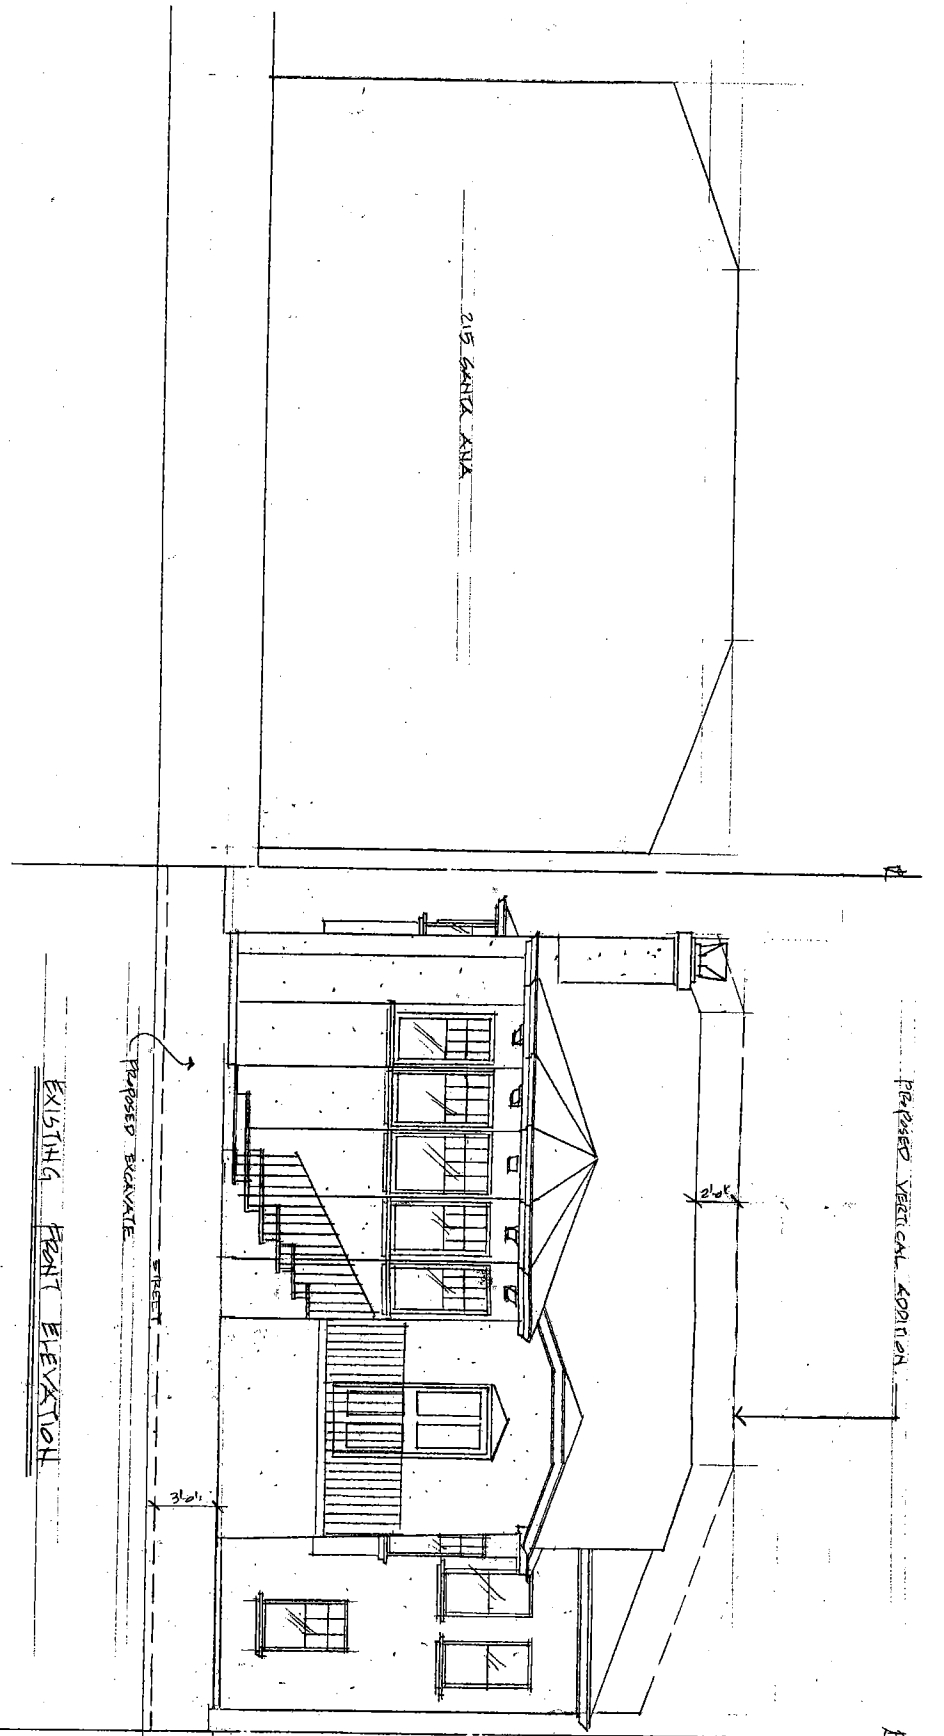 215 SANTA ANA
PROPOSED VERTICAL ADDITION
2'-0"
3'-0"
STREET
PROPOSED EXCAVATE
EXISTING FRONT ELEVATION